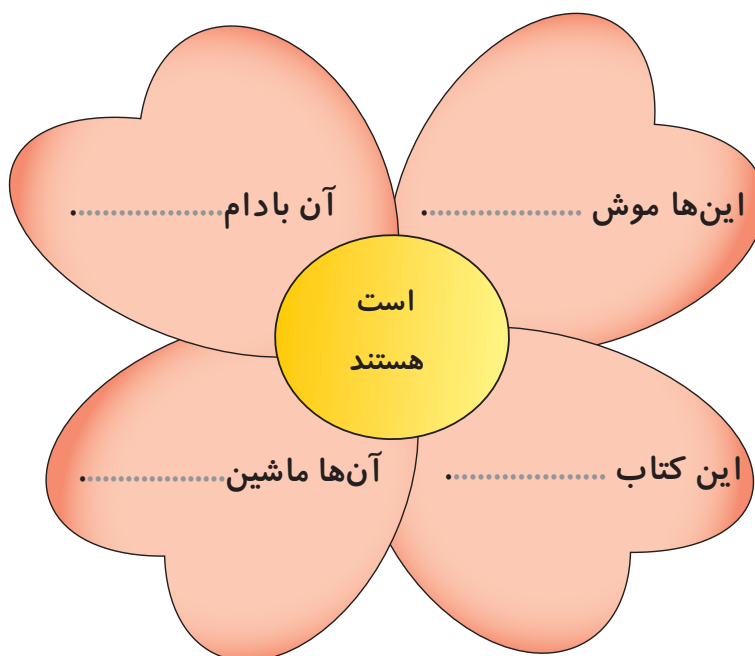 این‌ها موش ..................
آن بادام..................
است
هستند
این کتاب ..................
آن‌ها ماشین..................